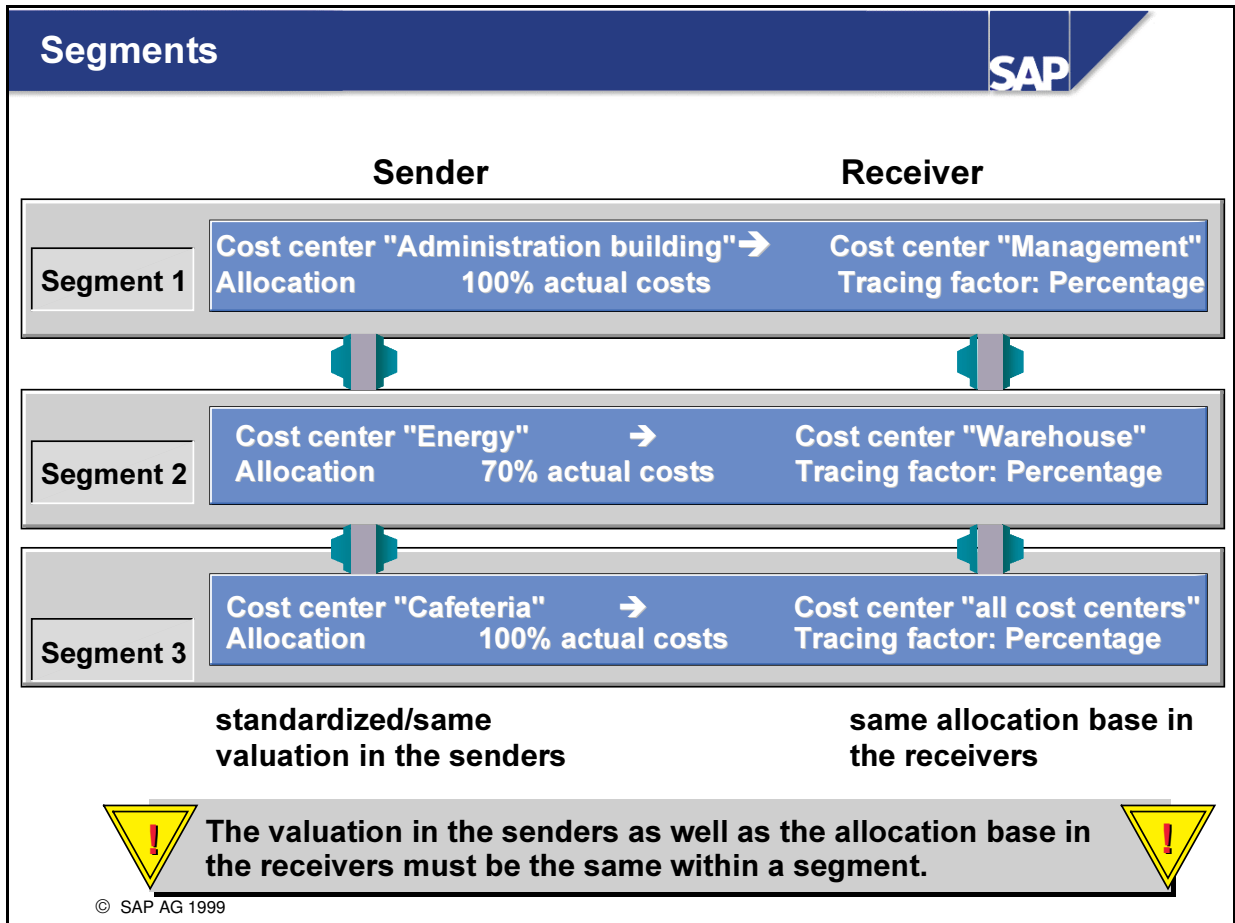 Segments
SAP
Sender Receiver
Segment 1
Cost center "Administration building"➔ Cost center "Management"
Allocation 100% actual costs Tracing factor: Percentage
Segment 2
Cost center "Energy" ➔ Cost center "Warehouse"
Allocation 70% actual costs Tracing factor: Percentage
Segment 3
Cost center "Cafeteria" ➔ Cost center "all cost centers"
Allocation 100% actual costs Tracing factor: Percentage
standardized/same
valuation in the senders
same allocation base in
the receivers
! The valuation in the senders as well as the allocation base in !
the receivers must be the same within a segment.
© SAP AG 1999